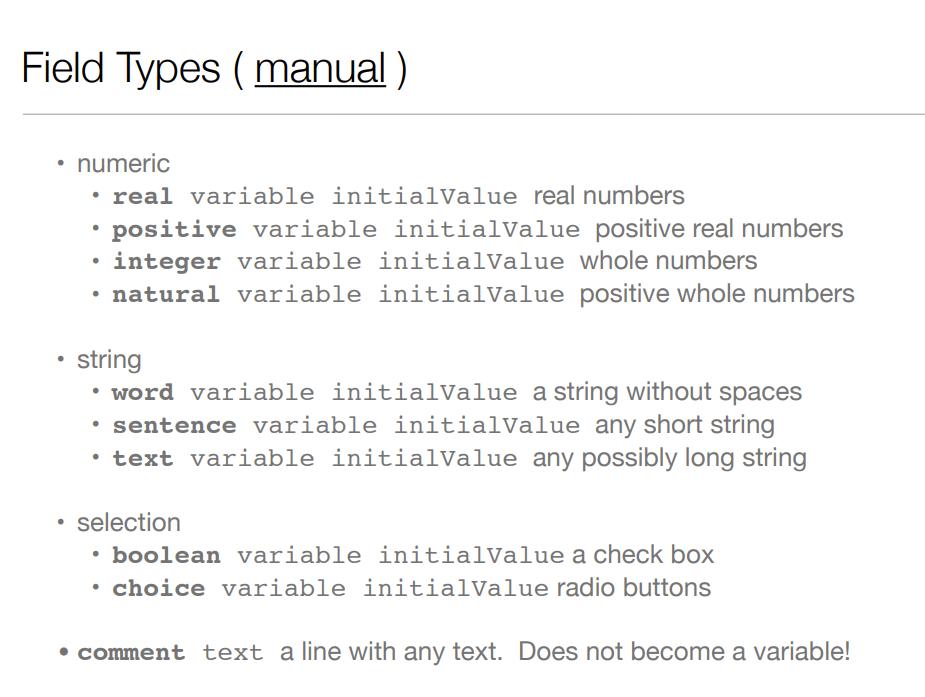 Field Types ( manual )
• numeric
• real variable initialValue real numbers
• positive variable initialValue positive real numbers
• integer variable initialValue whole numbers
• natural variable initialValue positive whole numbers
• string
• word variable initialValue a string without spaces
• sentence variable initialValue any short string
• text variable initialValue any possibly long string
• selection
• boolean variable initialValue a check box
• choice variable initialValue radio buttons
• comment text a line with any text. Does not become a variable!